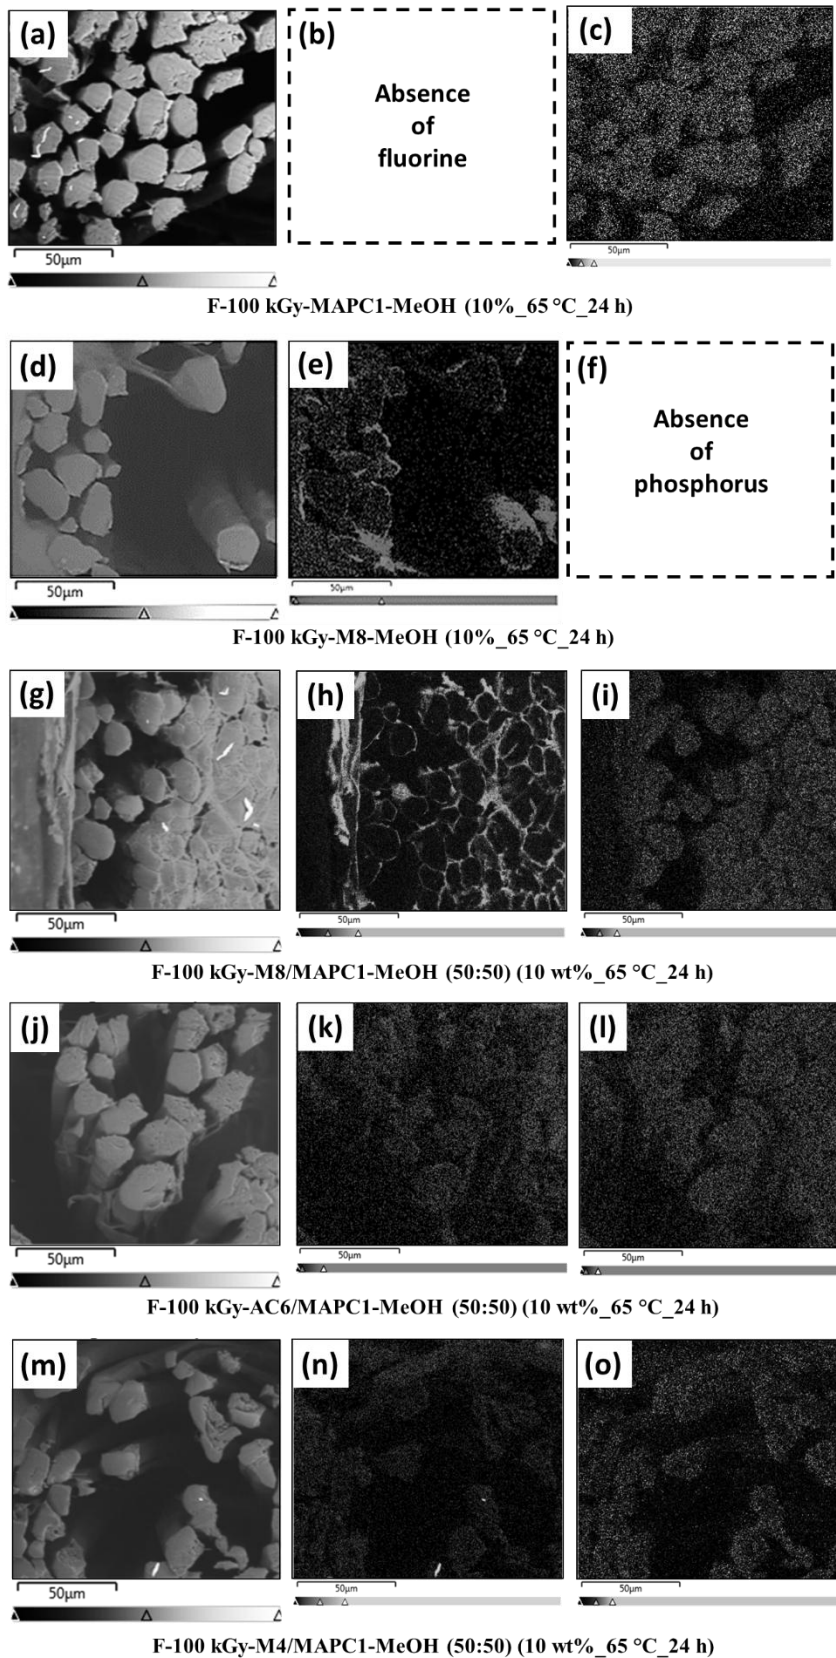 (a)
(b)
Absence
of
fluorine
(c)
50µm
50µm
F-100 kGy-MAPC1-MeOH (10%_65 °C_24 h)
(d)
(e)
(f)
Absence
of
phosphorus
50µm
50µm
F-100 kGy-M8-MeOH (10%_65 °C_24 h)
(g)
(h)
(i)
50µm
50µm
50µm
F-100 kGy-M8/MAPC1-MeOH (50:50) (10 wt%_65 °C_24 h)
(j)
(k)
(l)
50µm
50µm
50µm
F-100 kGy-AC6/MAPC1-MeOH (50:50) (10 wt%_65 °C_24 h)
(m)
(n)
(o)
50µm
50µm
50µm
F-100 kGy-M4/MAPC1-MeOH (50:50) (10 wt%_65 °C_24 h)